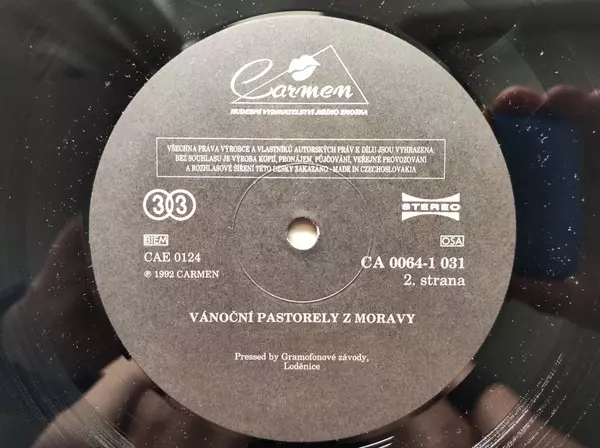 Carmen
HUDEBNÍ VYDAVATELSTVÍ JIŘÍHO SMOŽKA
VŠECHNA PRÁVA VÝROBCE A VLASTNÍKŮ AUTORSKÝCH PRÁV K DÍLU JSOU VYHRAZENA
BEZ SOUHLASU JE VÝROBA KOPIÍ, PRONÁJEM, PŮJČOVÁNÍ, VEŘEJNÉ PROVOZOVÁNÍ
A ROZHLASOVÉ ŠÍŘENÍ TÉTO DESKY ZAKÁZÁNO - MADE IN CZECHOSLOVAKIA
33
STEREO
BIEM
OSA
CAE 0124
CA 0064-1 031
℗ 1992 CARMEN
2. strana
VÁNOČNÍ PASTORELY Z MORAVY
Pressed by Gramofonové závody,
Loděnice